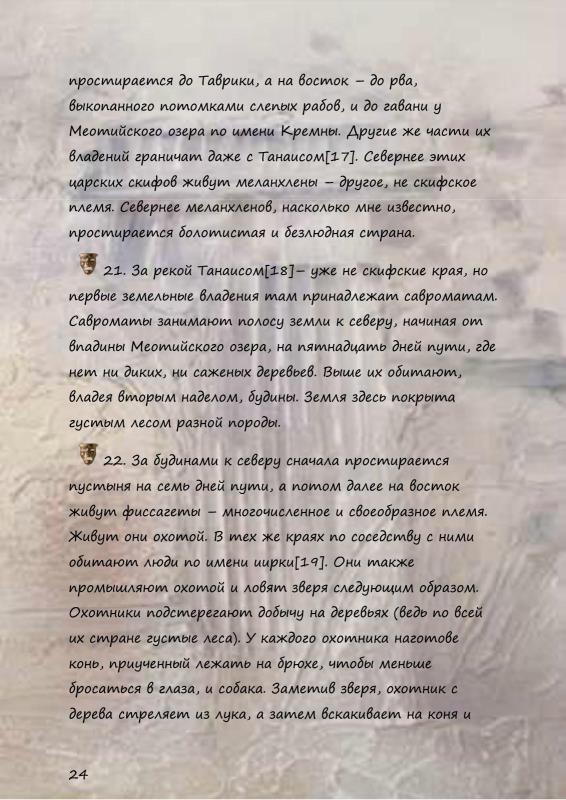 простирается до Таврики, а на восток – до рва,
выкопанного потомками слепых рабов, и до гавани у
Меотийского озера по имени Кремны. Другие же части их
владений граничат даже с Танаисом[17]. Севернее этих
царских скифов живут меланхлены – другое, не скифское
племя. Севернее меланхленов, насколько мне известно,
простирается болотистая и безлюдная страна.
21. За рекой Танаисом[18]– уже не скифские края, но
первые земельные владения там принадлежат савроматам.
Савроматы занимают полосу земли к северу, начиная от
впадины Меотийского озера, на пятнадцать дней пути, где
нет ни диких, ни саженых деревьев. Выше их обитают,
владея вторым наделом, будины. Земля здесь покрыта
густым лесом разной породы.
22. За будинами к северу сначала простирается
пустыня на семь дней пути, а потом далее на восток
живут фиссагеты – многочисленное и своеобразное племя.
Живут они охотой. В тех же краях по соседству с ними
обитают люди по имени иирки[19]. Они также
промышляют охотой и ловят зверя следующим образом.
Охотники подстерегают добычу на деревьях (ведь по всей
их стране густые леса). У каждого охотника наготове
конь, приученный лежать на брюхе, чтобы меньше
бросаться в глаза, и собака. Заметив зверя, охотник с
дерева стреляет из лука, а затем вскакивает на коня и
24